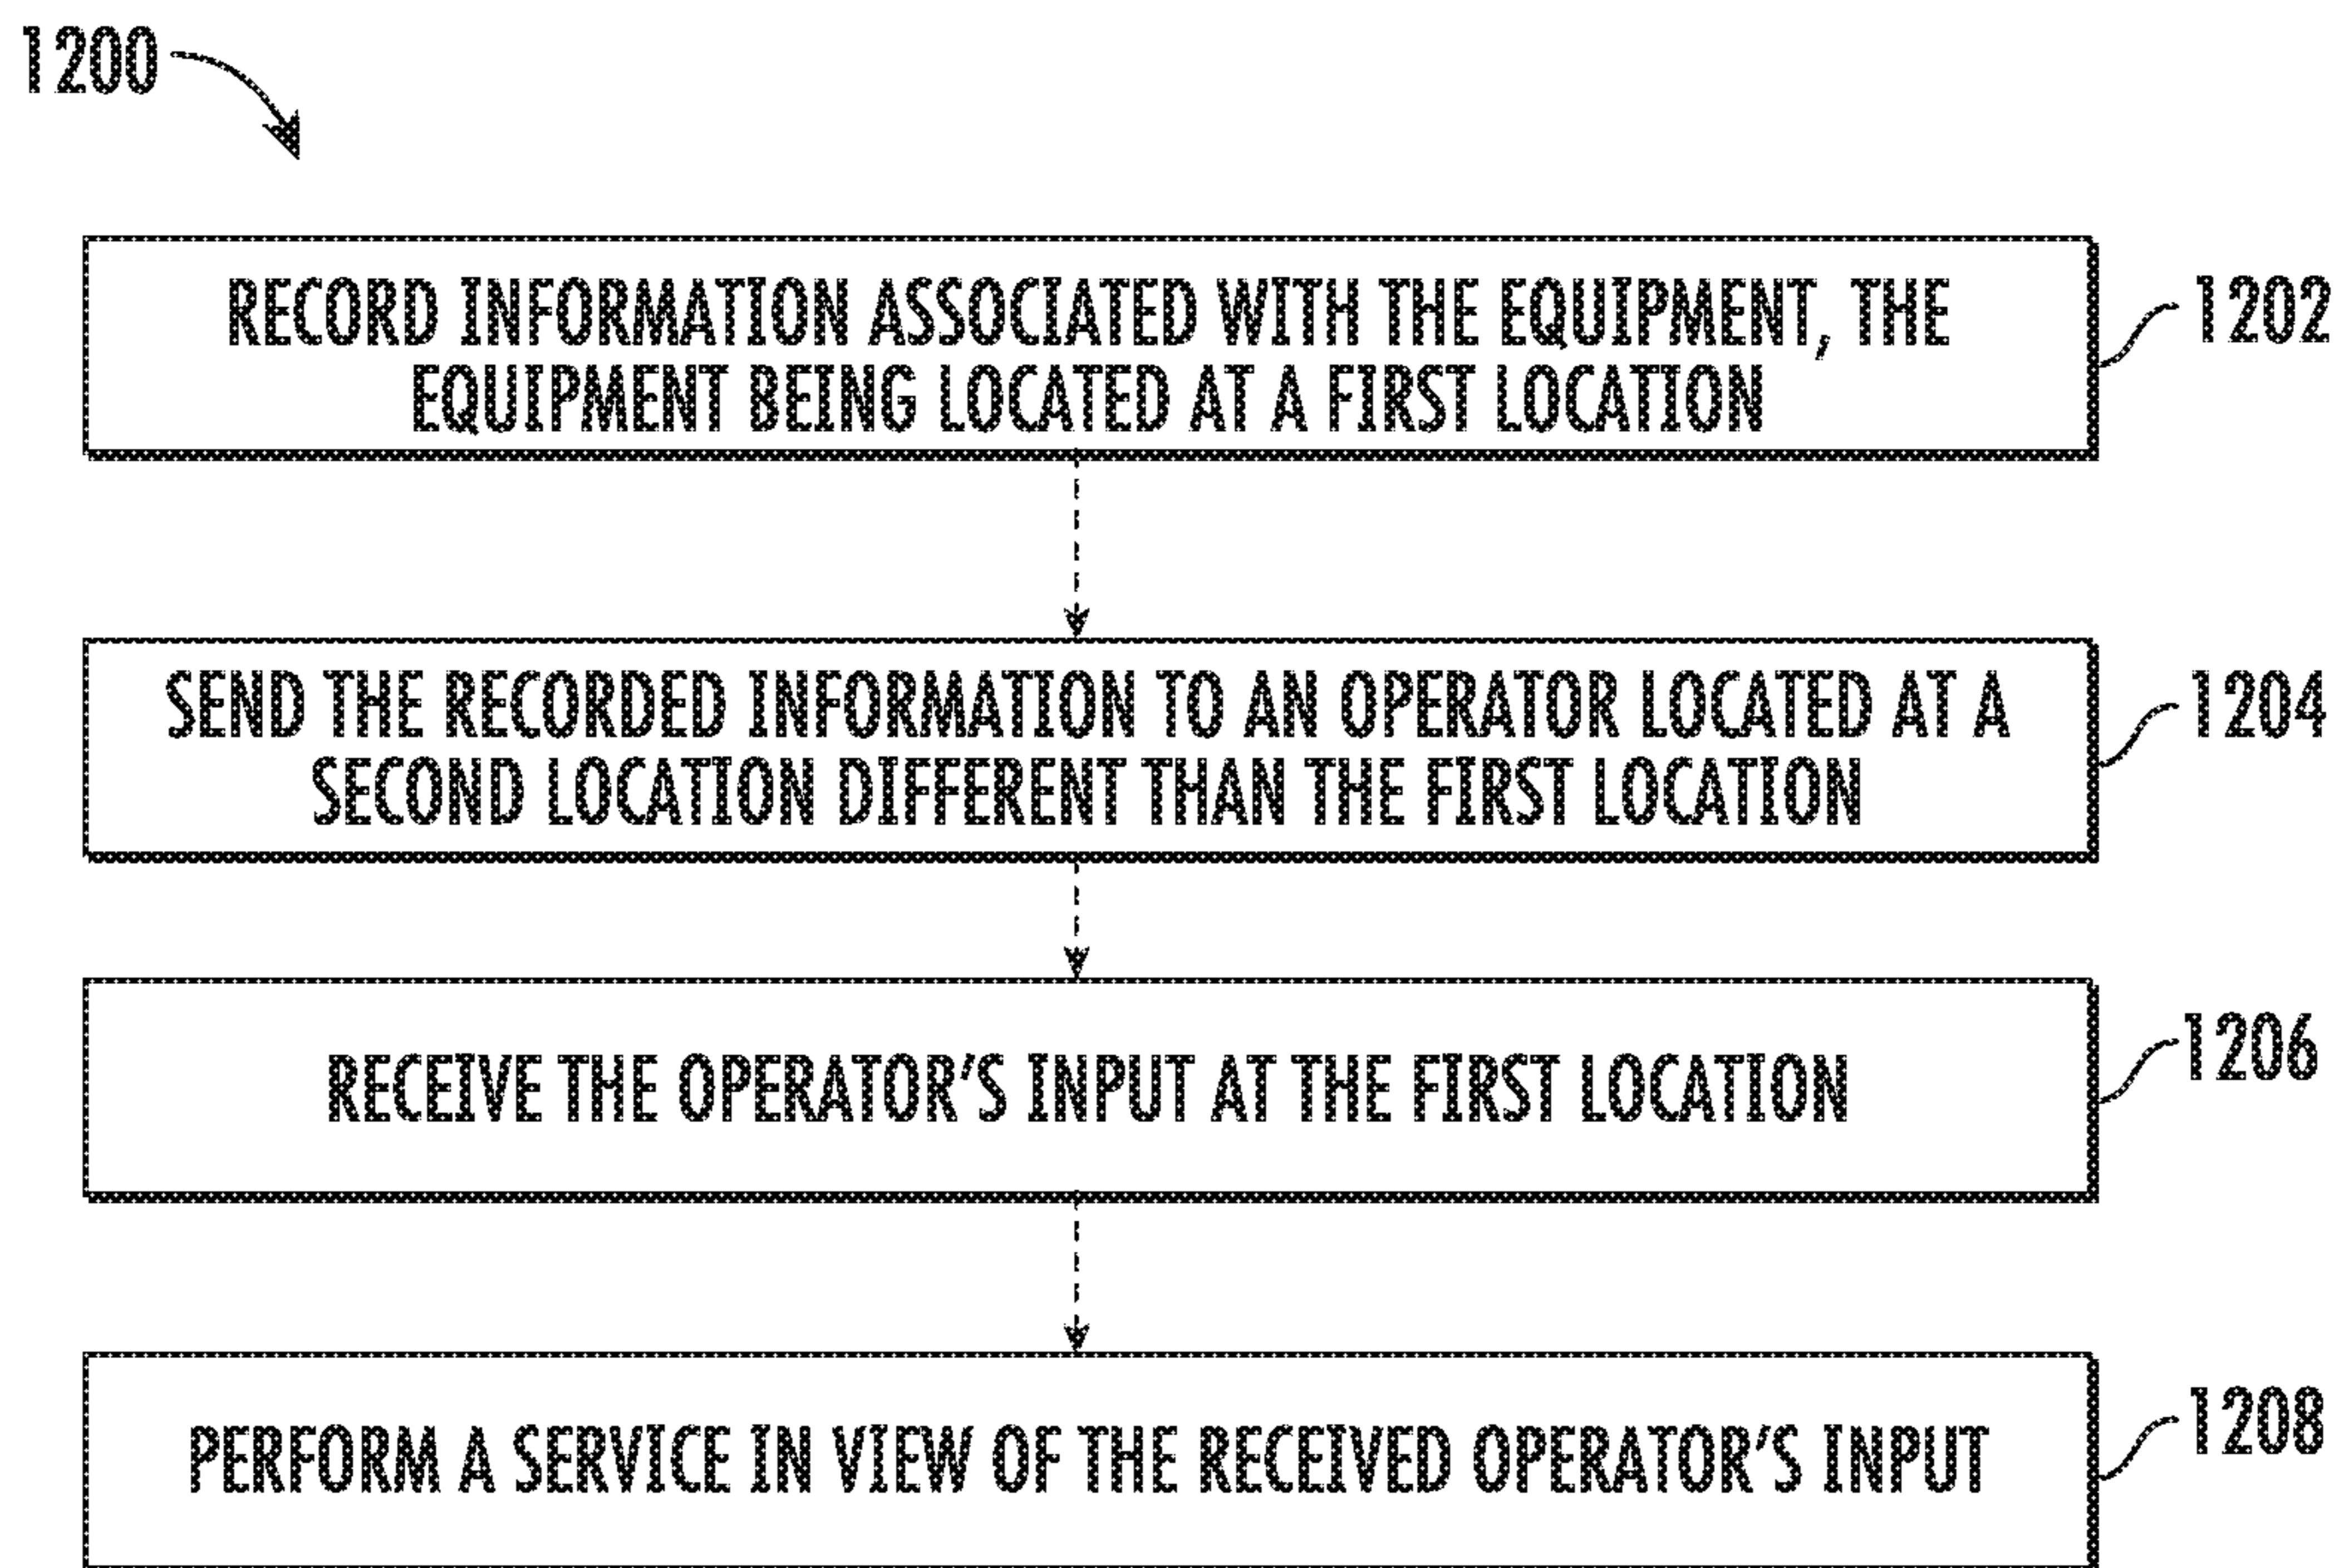 1200
RECORD INFORMATION ASSOCIATED WITH THE EQUIPMENT, THE
EQUIPMENT BEING LOCATED AT A FIRST LOCATION
1202
SEND THE RECORDED INFORMATION TO AN OPERATOR LOCATED AT A
SECOND LOCATION DIFFERENT THAN THE FIRST LOCATION
1204
RECEIVE THE OPERATOR'S INPUT AT THE FIRST LOCATION
1206
PERFORM A SERVICE IN VIEW OF THE RECEIVED OPERATOR'S INPUT
1208